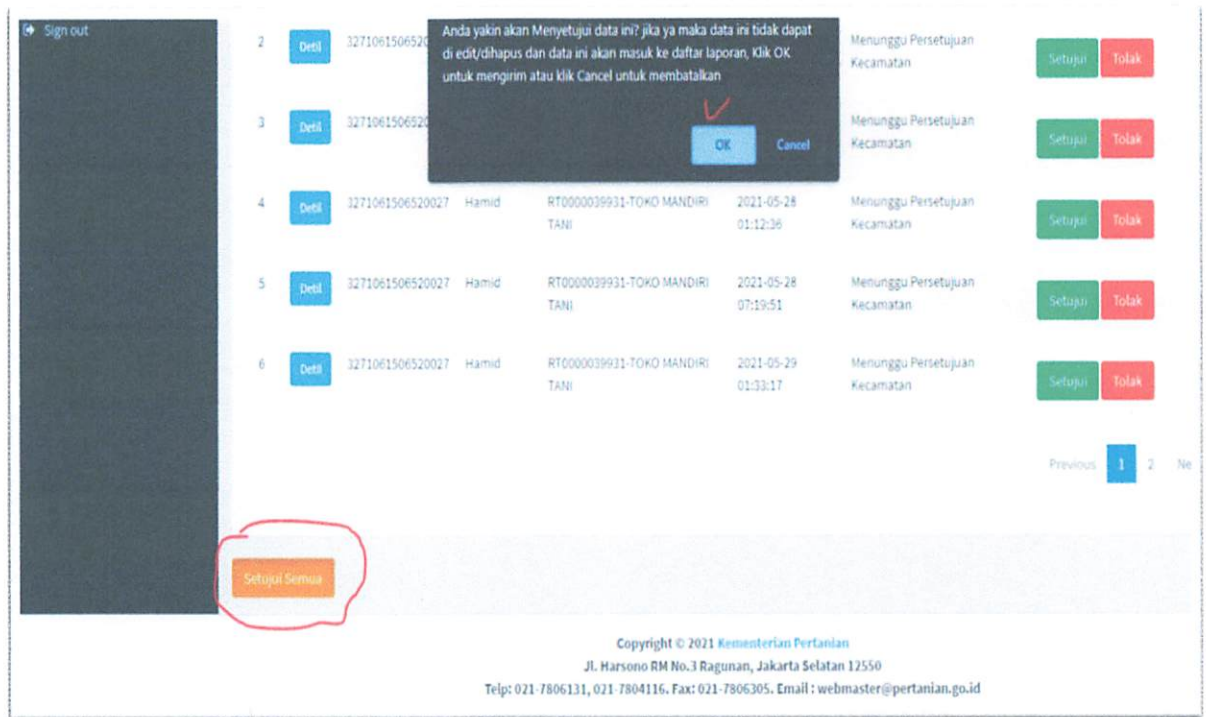 Sign out
Anda yakin akan Menyetujui data ini? jika ya maka data ini tidak dapat
di edit/dihapus dan data ini akan masuk ke daftar laporan, Klik OK
untuk mengirim atau klik Cancel untuk membatalkan
OK Cancel
2 Detil 3271061506520 Menunggu Persetujuan Setujui Tolak
Kecamatan
3 Detil 3271061506520 Menunggu Persetujuan Setujui Tolak
Kecamatan
4 Detil 3271061506520027 Hamid RT0000039931-TOKO MANDIRI 2021-05-28 Menunggu Persetujuan Setujui Tolak
TANI 01:12:36 Kecamatan
5 Detil 3271061506520027 Hamid RT0000039931-TOKO MANDIRI 2021-05-28 Menunggu Persetujuan Setujui Tolak
TANI 07:19:51 Kecamatan
6 Detil 3271061506520027 Hamid RT0000039931-TOKO MANDIRI 2021-05-29 Menunggu Persetujuan Setujui Tolak
TANI 01:33:17 Kecamatan
Previous 1 2 Ne
Setujui Semua
Copyright © 2021 Kementerian Pertanian
Jl. Harsono RM No.3 Ragunan, Jakarta Selatan 12550
Telp: 021-7806131, 021-7804116. Fax: 021-7806305. Email : webmaster@pertanian.go.id